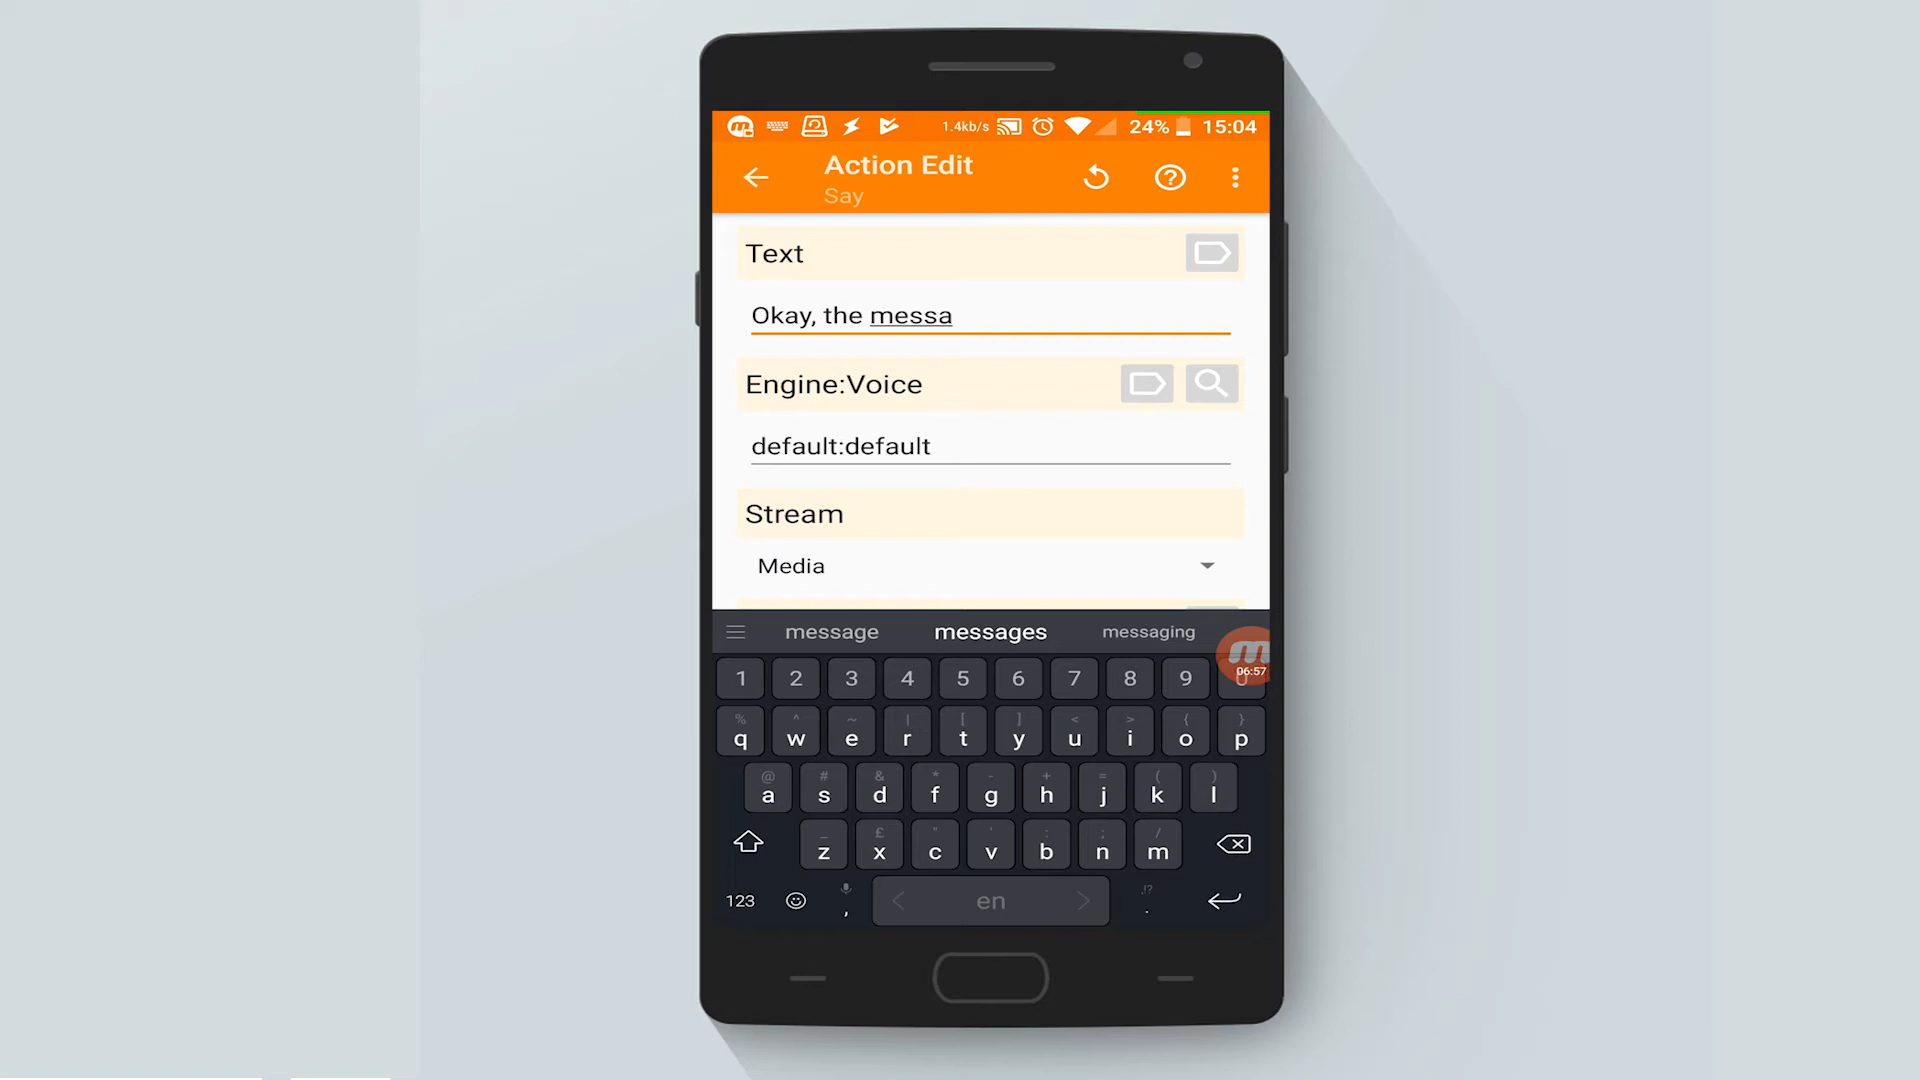 1.4kb/s 24% 15:04
Action Edit
Say
Text
Okay, the messa
Engine:Voice
default:default
Stream
Media
message messages messaging
06:57
1 2 3 4 5 6 7 8 9 0
% ^ ~ | [ ] < > { }
q w e r t y u i o p
@ # & * - + = ( )
a s d f g h j k l
_ £ " ' : ; /
z x c v b n m
123 , < en > .!? .